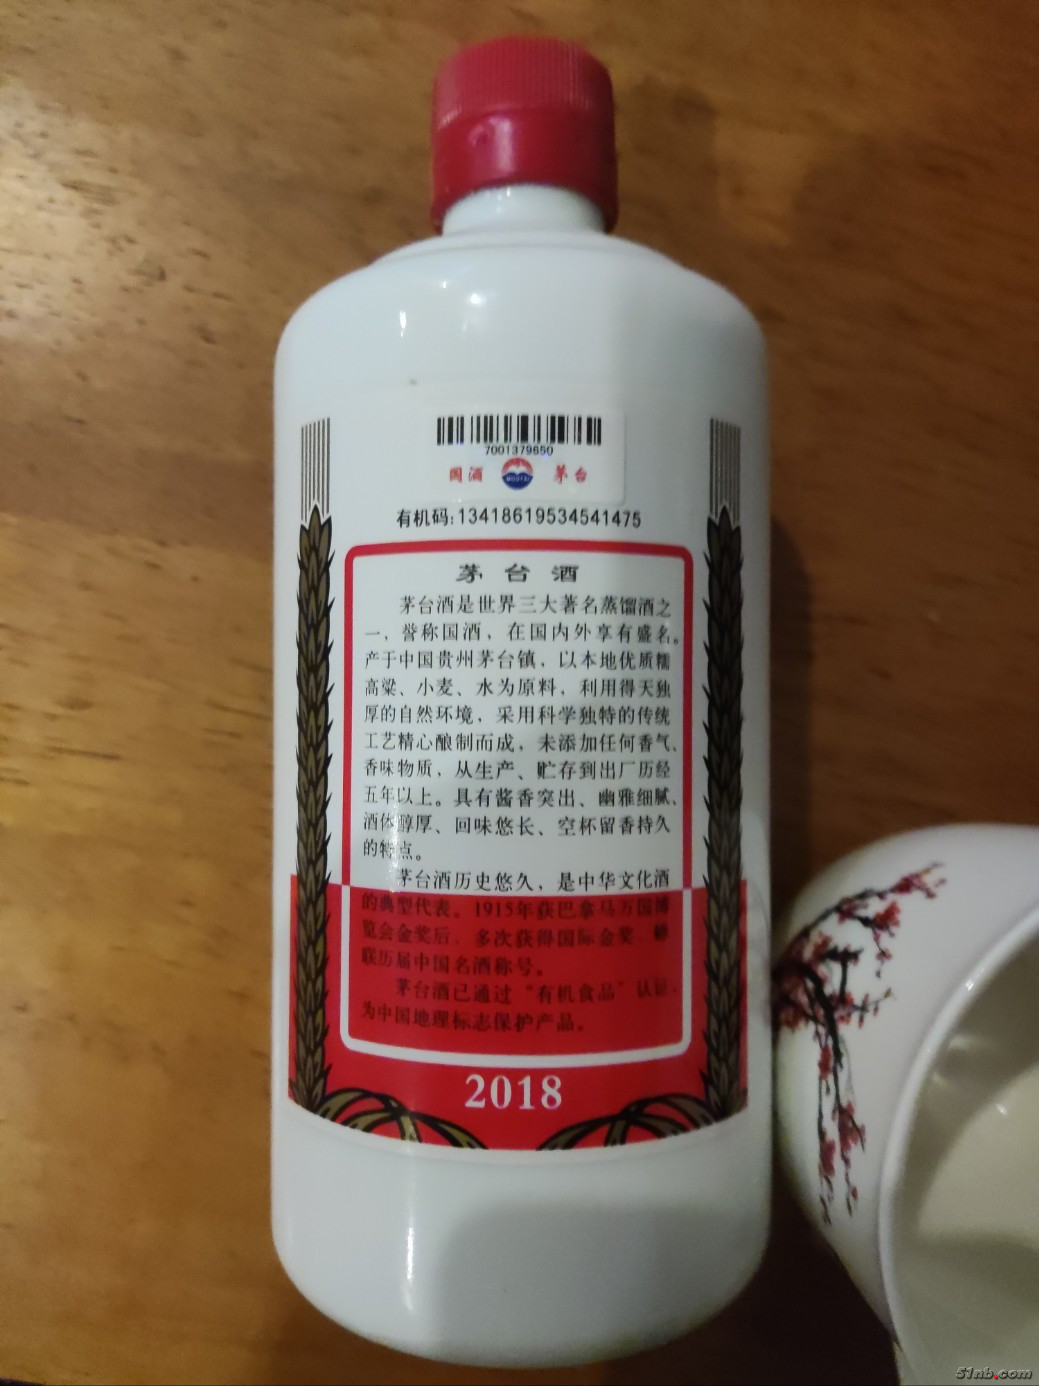 7001379650
国酒 MOUTAI 茅台
有机码:13418619534541475
茅台酒
茅台酒是世界三大著名蒸馏酒之
一，誉称国酒，在国内外享有盛名。
产于中国贵州茅台镇，以本地优质糯
高粱、小麦、水为原料，利用得天独
厚的自然环境，采用科学独特的传统
工艺精心酿制而成，未添加任何香气、
香味物质，从生产、贮存到出厂历经
五年以上。具有酱香突出、幽雅细腻、
酒体醇厚、回味悠长、空杯留香持久
的特点。
茅台酒历史悠久，是中华文化酒
的典型代表。1915年获巴拿马万国博
览会金奖后，多次获得国际金奖，蝉
联历届中国名酒称号。
茅台酒已通过“有机食品”认证，
为中国地理标志保护产品。
2018
51nb.com